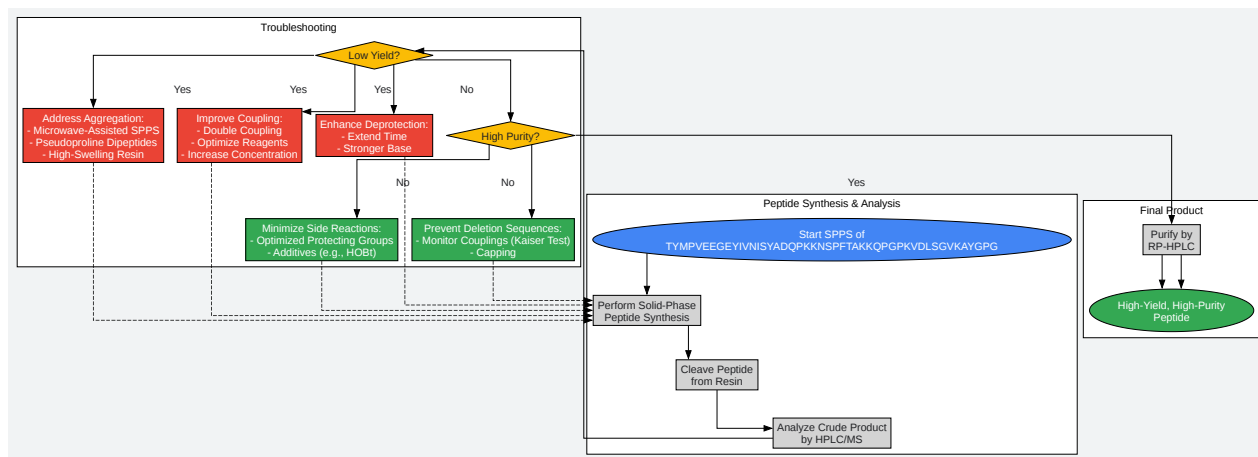 Troubleshooting
Low Yield?
Yes
Yes
Yes
No
Address Aggregation:
- Microwave-Assisted SPPS
- Pseudoproline Dipeptides
- High-Swelling Resin
Improve Coupling:
- Double Coupling
- Optimize Reagents
- Increase Concentration
Enhance Deprotection:
- Extend Time
- Stronger Base
High Purity?
No
No
Yes
Minimize Side Reactions:
- Optimized Protecting Groups
- Additives (e.g., HOBt)
Prevent Deletion Sequences:
- Monitor Couplings (Kaiser Test)
- Capping
Peptide Synthesis & Analysis
Start SPPS of
TYMPVEEGEYIVNISYADQPKKNSPFTAKKQPGPKVDLSGVKAYGPG
Perform Solid-Phase
Peptide Synthesis
Cleave Peptide
from Resin
Analyze Crude Product
by HPLC/MS
Final Product
Purify by
RP-HPLC
High-Yield, High-Purity
Peptide